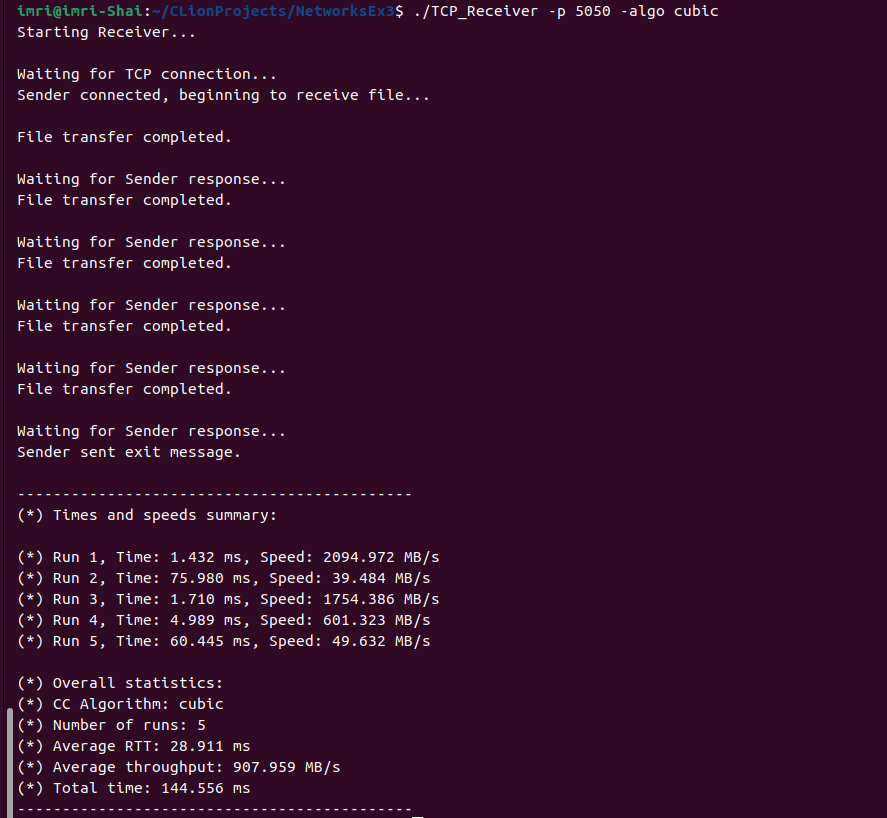 imri@imri-Shai:~/CLionProjects/NetworksEx3$ ./TCP_Receiver -p 5050 -algo cubic
Starting Receiver...
Waiting for TCP connection...
Sender connected, beginning to receive file...
File transfer completed.
Waiting for Sender response...
File transfer completed.
Waiting for Sender response...
File transfer completed.
Waiting for Sender response...
File transfer completed.
Waiting for Sender response...
File transfer completed.
Waiting for Sender response...
Sender sent exit message.
--------------------------------------------
(*) Times and speeds summary:
(*) Run 1, Time: 1.432 ms, Speed: 2094.972 MB/s
(*) Run 2, Time: 75.980 ms, Speed: 39.484 MB/s
(*) Run 3, Time: 1.710 ms, Speed: 1754.386 MB/s
(*) Run 4, Time: 4.989 ms, Speed: 601.323 MB/s
(*) Run 5, Time: 60.445 ms, Speed: 49.632 MB/s
(*) Overall statistics:
(*) CC Algorithm: cubic
(*) Number of runs: 5
(*) Average RTT: 28.911 ms
(*) Average throughput: 907.959 MB/s
(*) Total time: 144.556 ms
--------------------------------------------